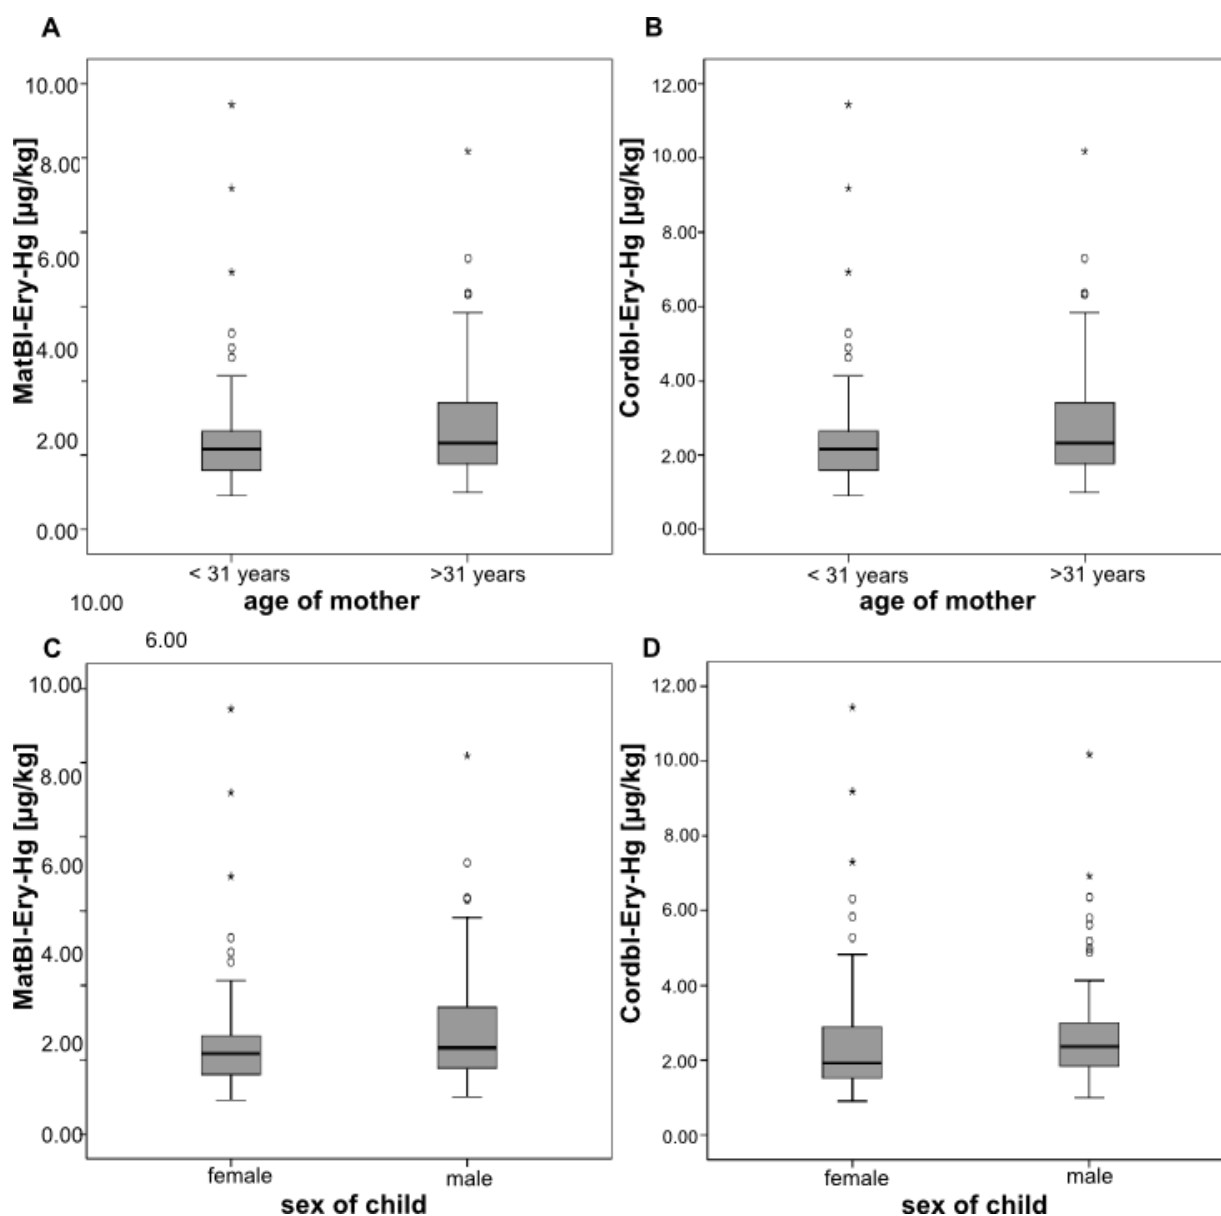 A
MatBl-Ery-Hg [µg/kg]
10.00
8.00
6.00
4.00
2.00
0.00
< 31 years >31 years
age of mother
B
Cordbl-Ery-Hg [µg/kg]
12.00
10.00
8.00
6.00
4.00
2.00
0.00
< 31 years >31 years
age of mother
10.00
6.00
C
MatBl-Ery-Hg [µg/kg]
10.00
8.00
6.00
4.00
2.00
0.00
female male
sex of child
D
Cordbl-Ery-Hg [µg/kg]
12.00
10.00
8.00
6.00
4.00
2.00
0.00
female male
sex of child